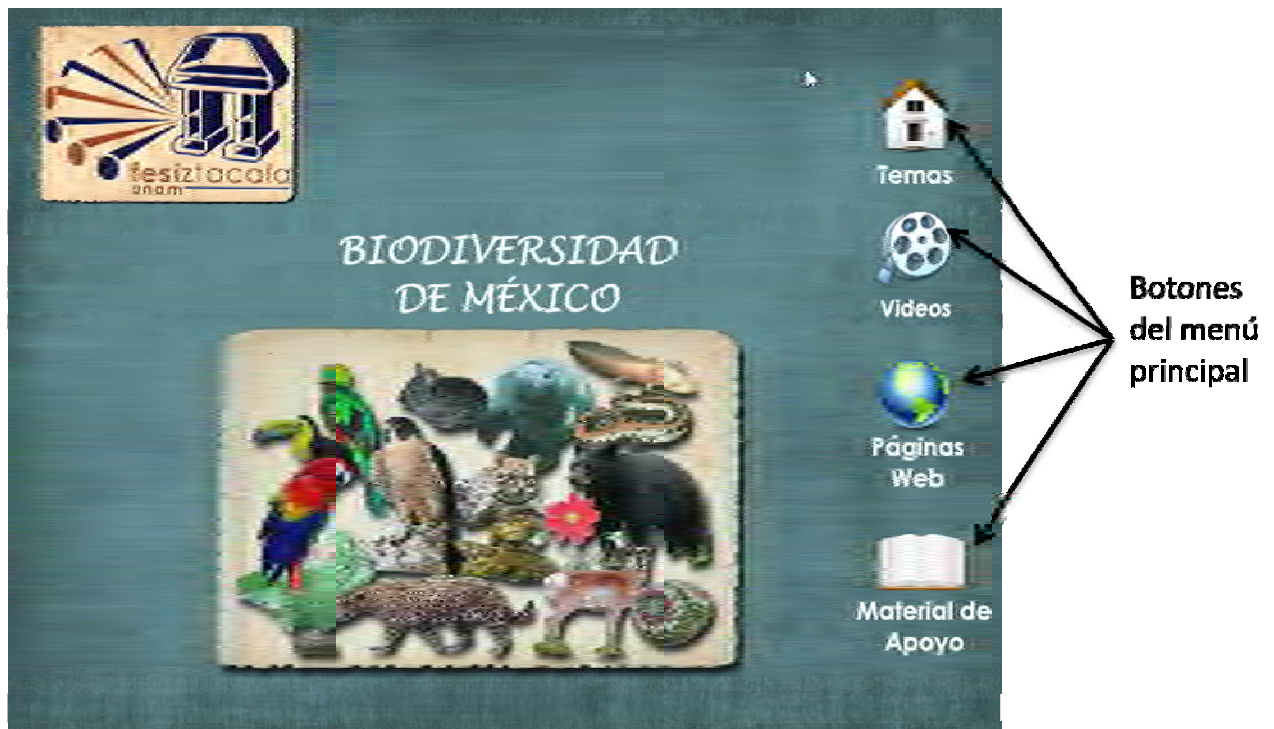 fesiztacala
unam
BIODIVERSIDAD
DE MÉXICO
Temas
Videos
Páginas
Web
Material de
Apoyo
Botones
del menú
principal